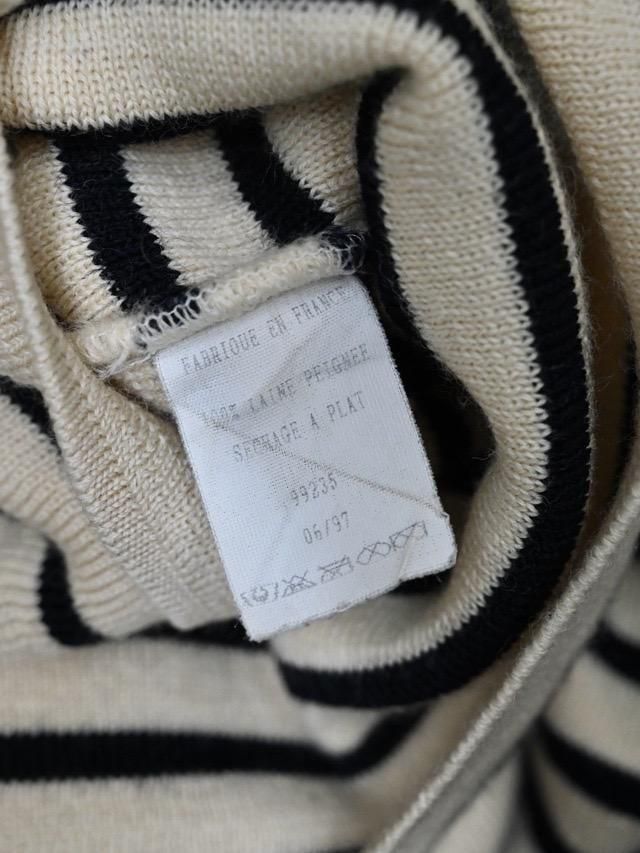 FABRIQUE EN FRANCE
100% LAINE PEIGNEE
SECHAGE A PLAT
99235
06/97